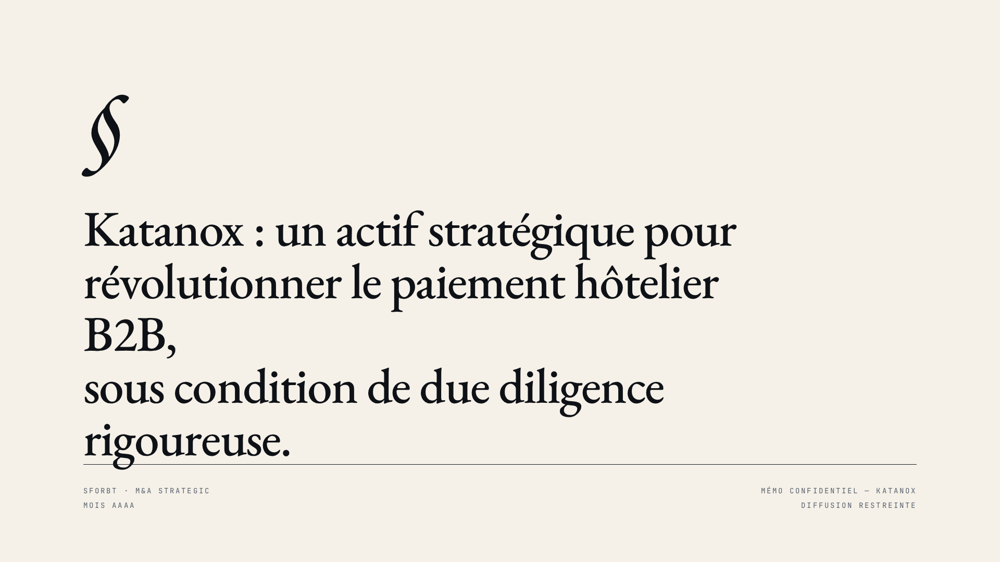 §
Katanox : un actif stratégique pour
révolutionner le paiement hôtelier
B2B,
sous condition de due diligence
rigoureuse.
SFORBT · M&A STRATEGIC
MOIS AAAA
MÉMO CONFIDENTIEL — KATANOX
DIFFUSION RESTREINTE